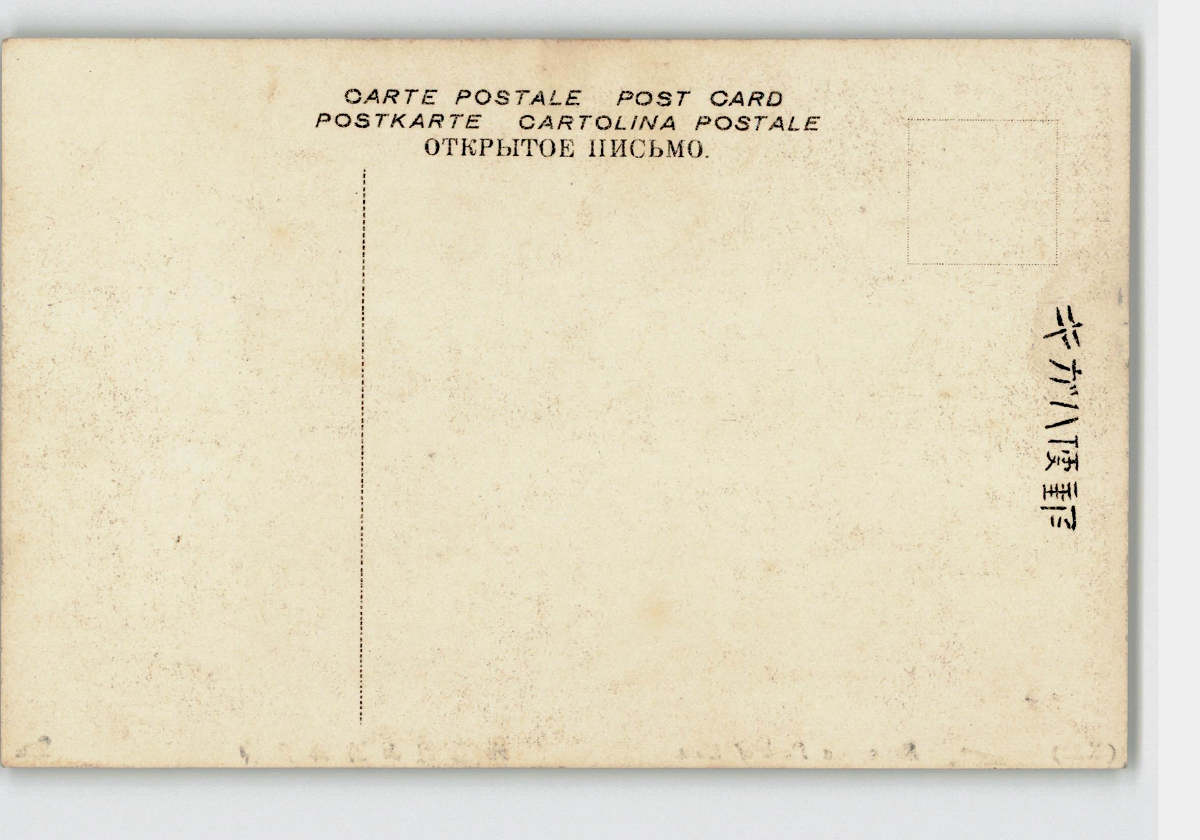 CARTE POSTALE POST CARD
POSTKARTE CARTOLINA POSTALE
ОТКРЫТОЕ ПИСЬМО.
郵便ハガキ